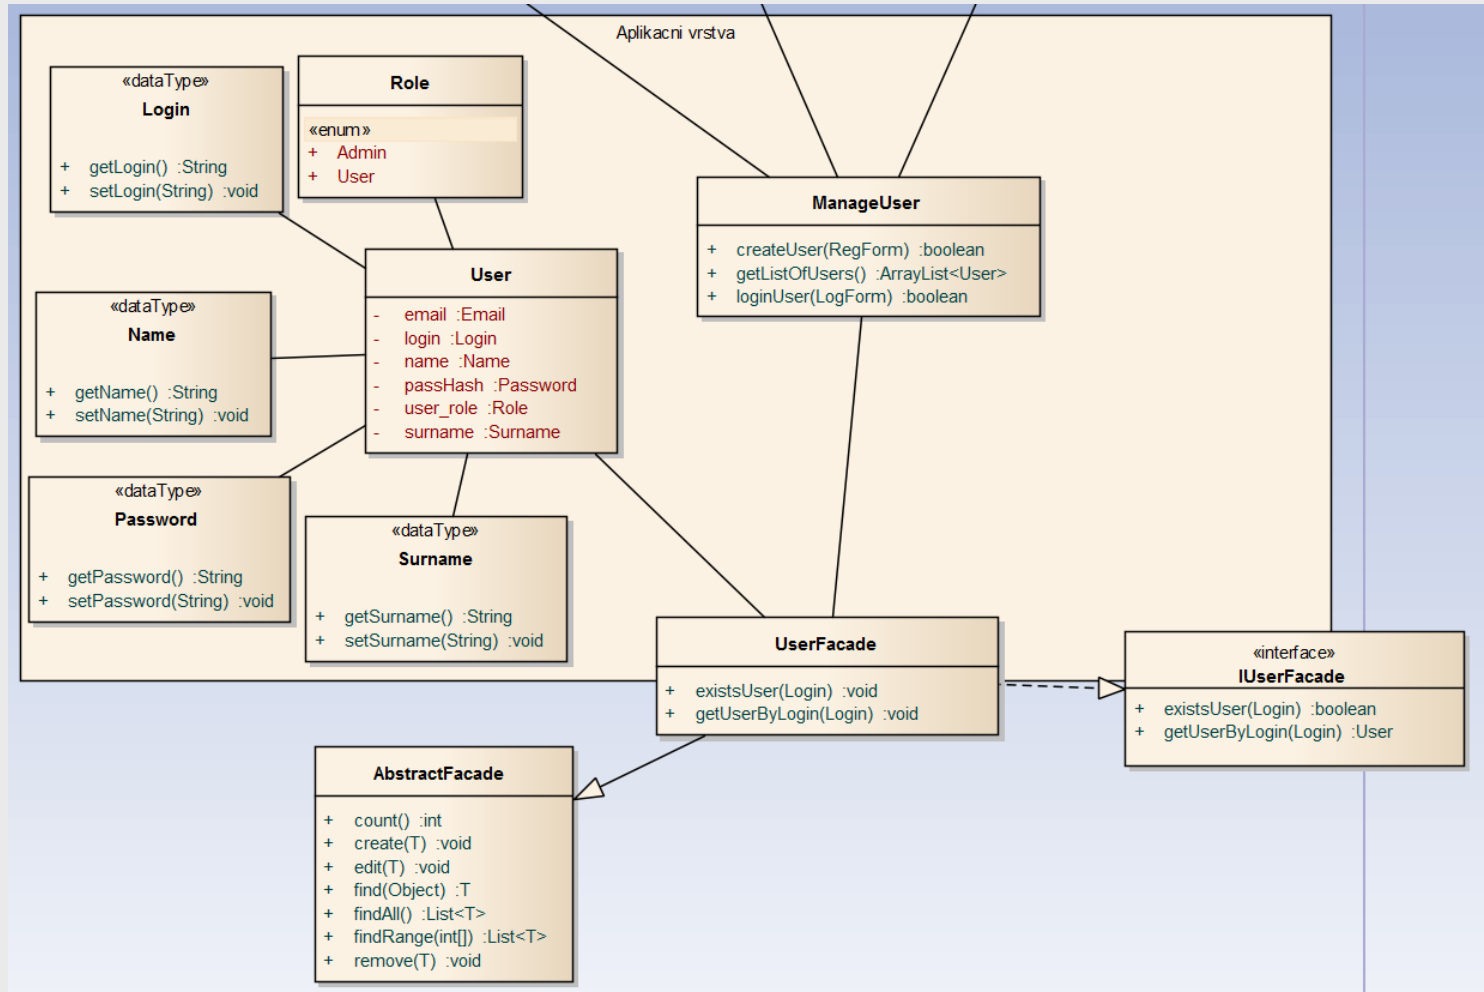 Aplikacni vrstva
«dataType»
Login
+ getLogin() :String
+ setLogin(String) :void
Role
«enum»
+ Admin
+ User
ManageUser
+ createUser(RegForm) :boolean
+ getListOfUsers() :ArrayList<User>
+ loginUser(LogForm) :boolean
User
- email :Email
- login :Login
- name :Name
- passHash :Password
- user_role :Role
- surname :Surname
«dataType»
Name
+ getName() :String
+ setName(String) :void
«dataType»
Password
+ getPassword() :String
+ setPassword(String) :void
«dataType»
Surname
+ getSurname() :String
+ setSurname(String) :void
UserFacade
+ existsUser(Login) :void
+ getUserByLogin(Login) :void
«interface»
IUserFacade
+ existsUser(Login) :boolean
+ getUserByLogin(Login) :User
AbstractFacade
+ count() :int
+ create(T) :void
+ edit(T) :void
+ find(Object) :T
+ findAll() :List<T>
+ findRange(int[]) :List<T>
+ remove(T) :void